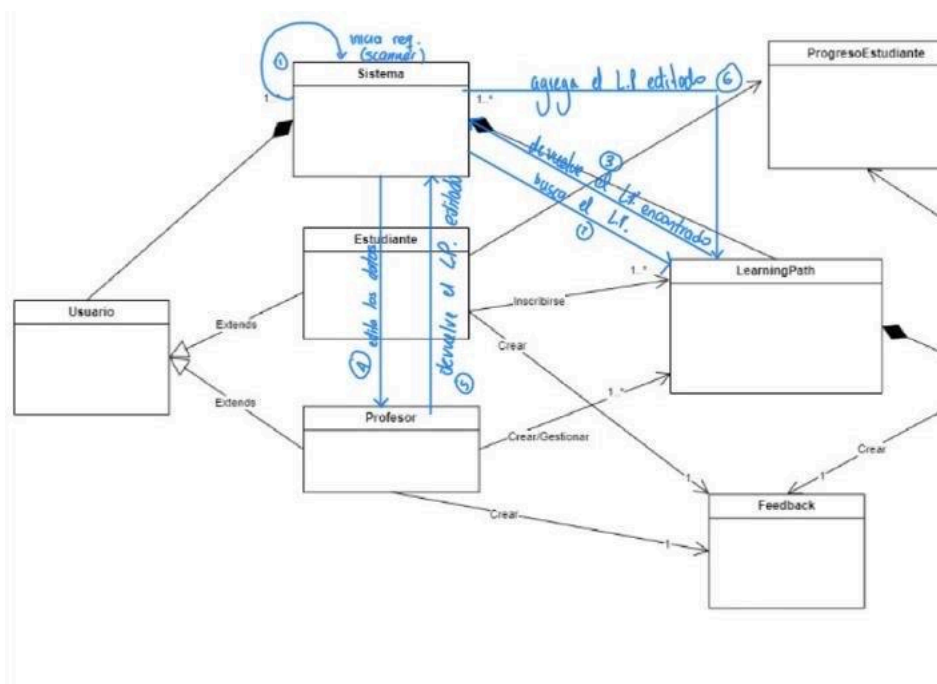 ① inicia req.
(scanner)
Sistema
1..*
1..*
agrega el L.P editado ⑥
ProgresoEstudiante
devuelve el L.P. encontrado
③
busca el L.P.
Estudiante
edita los datos
④
devuelve el L.P. editado
⑤
1..*
LearningPath
Inscribirse
Usuario
Extends
Crear
Extends
Profesor
1..*
Crear/Gestionar
Crear
1
1
Crear
1
Feedback